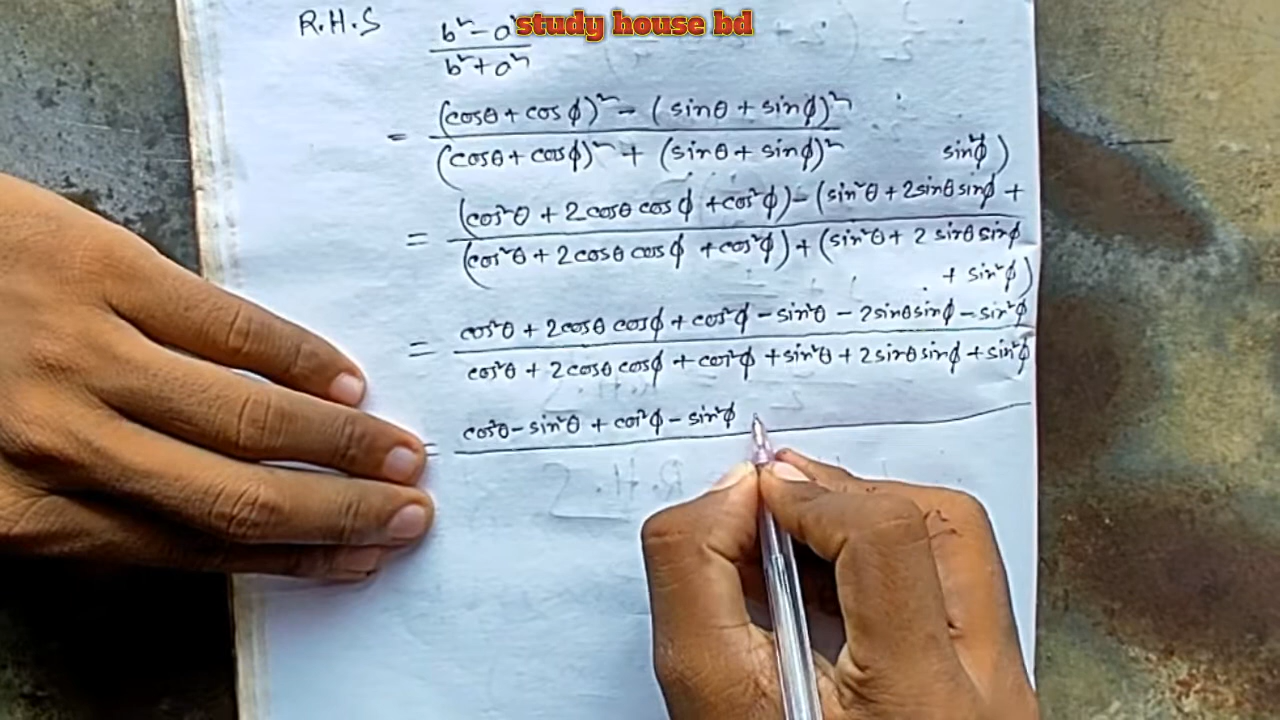 study house bd
R.H.S b² - a²
b² + a²
= (cosθ + cosϕ)² - (sinθ + sinϕ)²
(cosθ + cosϕ)² + (sinθ + sinϕ)²
sin²ϕ)
= (cos²θ + 2cosθ cosϕ + cos²ϕ) - (sin²θ + 2sinθ sinϕ +
(cos²θ + 2cosθ cosϕ + cos²ϕ) + (sin²θ + 2 sinθ sinϕ
+ sin²ϕ)
= cos²θ + 2cosθ cosϕ + cos²ϕ - sin²θ - 2sinθ sinϕ - sin²ϕ
cos²θ + 2cosθ cosϕ + cos²ϕ + sin²θ + 2sinθ sinϕ + sin²ϕ
= cos²θ - sin²θ + cos²ϕ - sin²ϕ